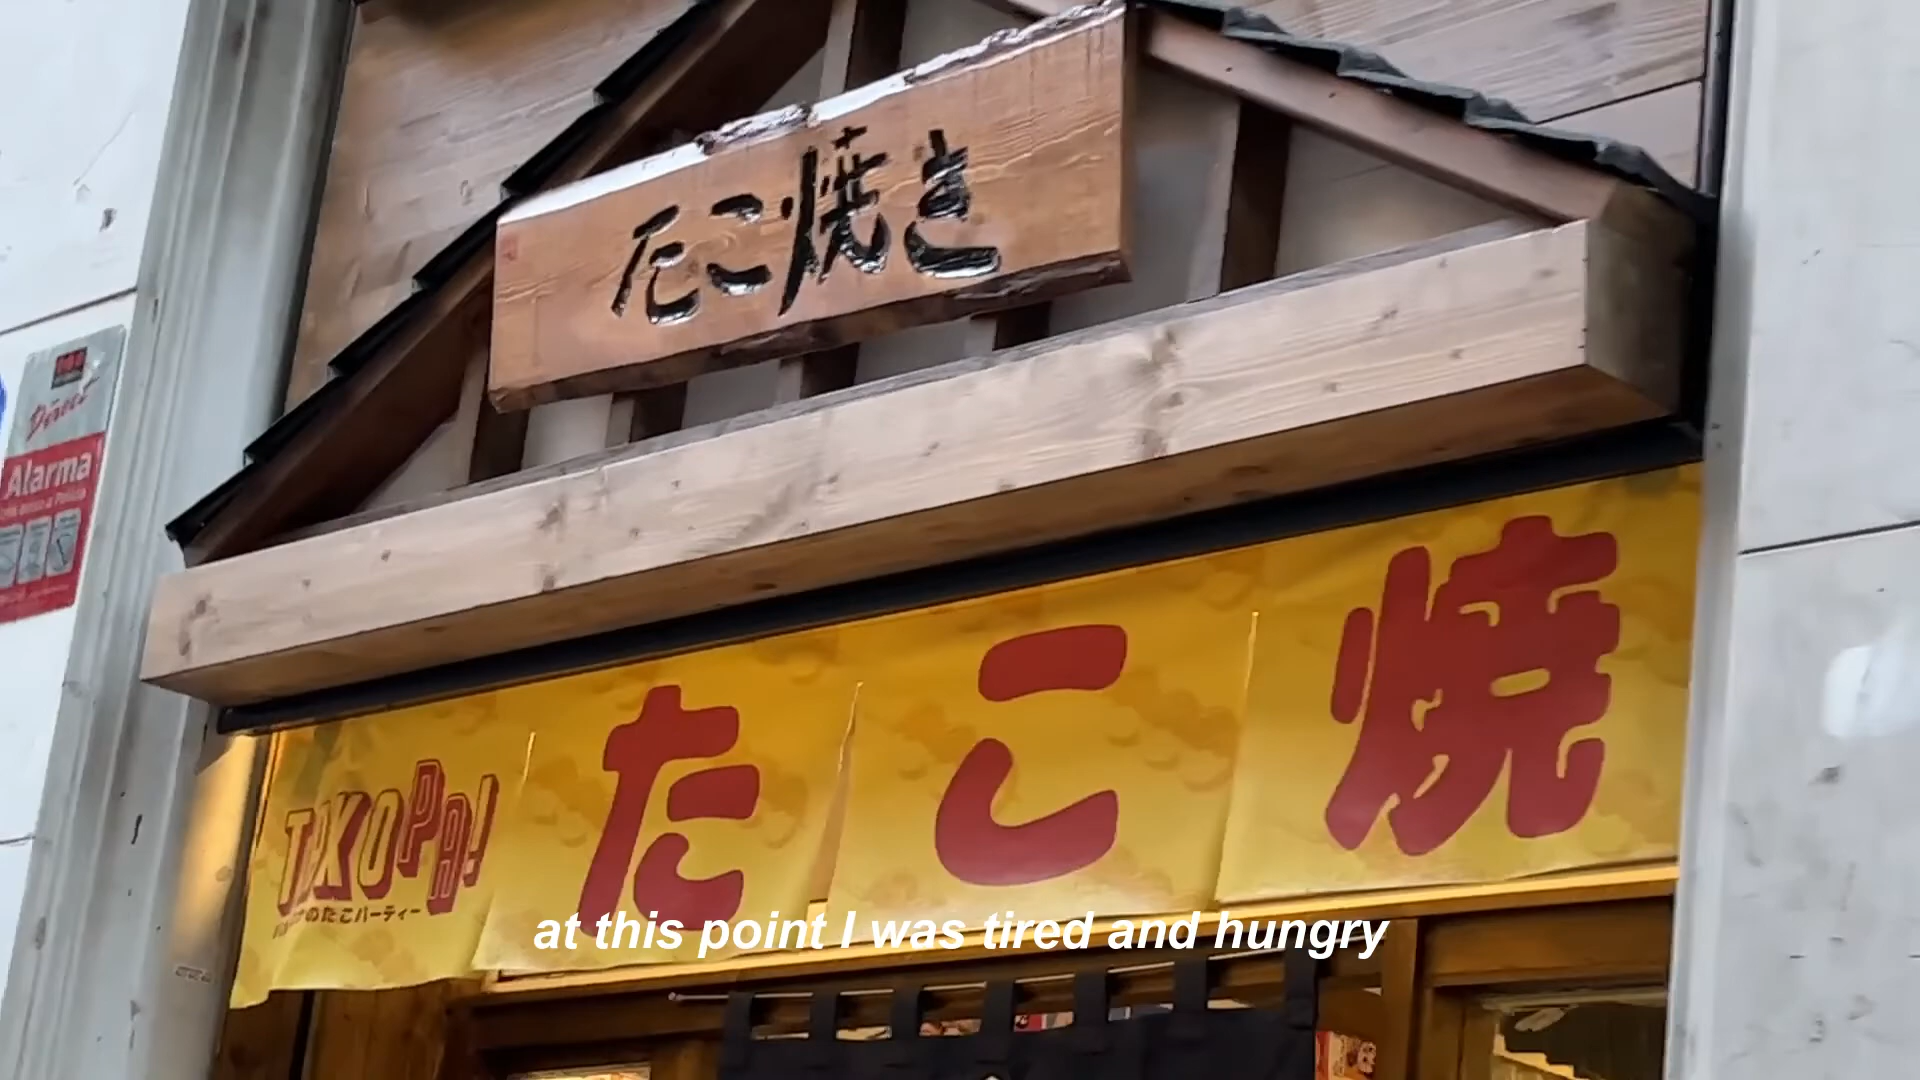 たこ焼き
Direct
Alarma
TAKOPA!
のたこパーティー
たこ焼
at this point I was tired and hungry